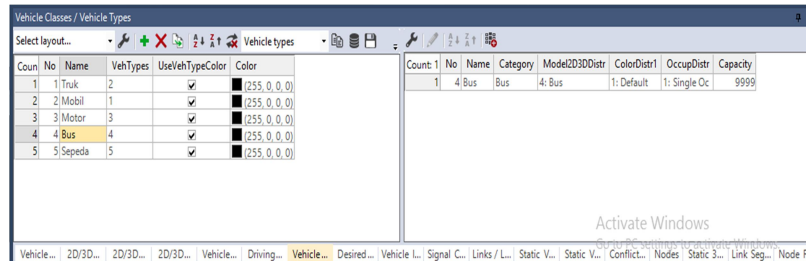 Vehicle Classes / Vehicle Types
Select layout... Vehicle types
Coun No Name VehTypes UseVehTypeColor Color
1 1 Truk 2 (255, 0, 0, 0)
2 2 Mobil 1 (255, 0, 0, 0)
3 3 Motor 3 (255, 0, 0, 0)
4 4 Bus 4 (255, 0, 0, 0)
5 5 Sepeda 5 (255, 0, 0, 0)
Count: 1 No Name Category Model2D3DDistr ColorDistr1 OccupDistr Capacity
1 4 Bus Bus 4: Bus 1: Default 1: Single Oc 9999
Activate Windows
Go to PC settings to activate Windows.
Vehicle... 2D/3D... 2D/3D... 2D/3D... Vehicle... Driving... Vehicle... Desired... Vehicle I... Signal C... Links / L... Static V... Static V... Conflict... Nodes Static 3... Link Seg... Node R